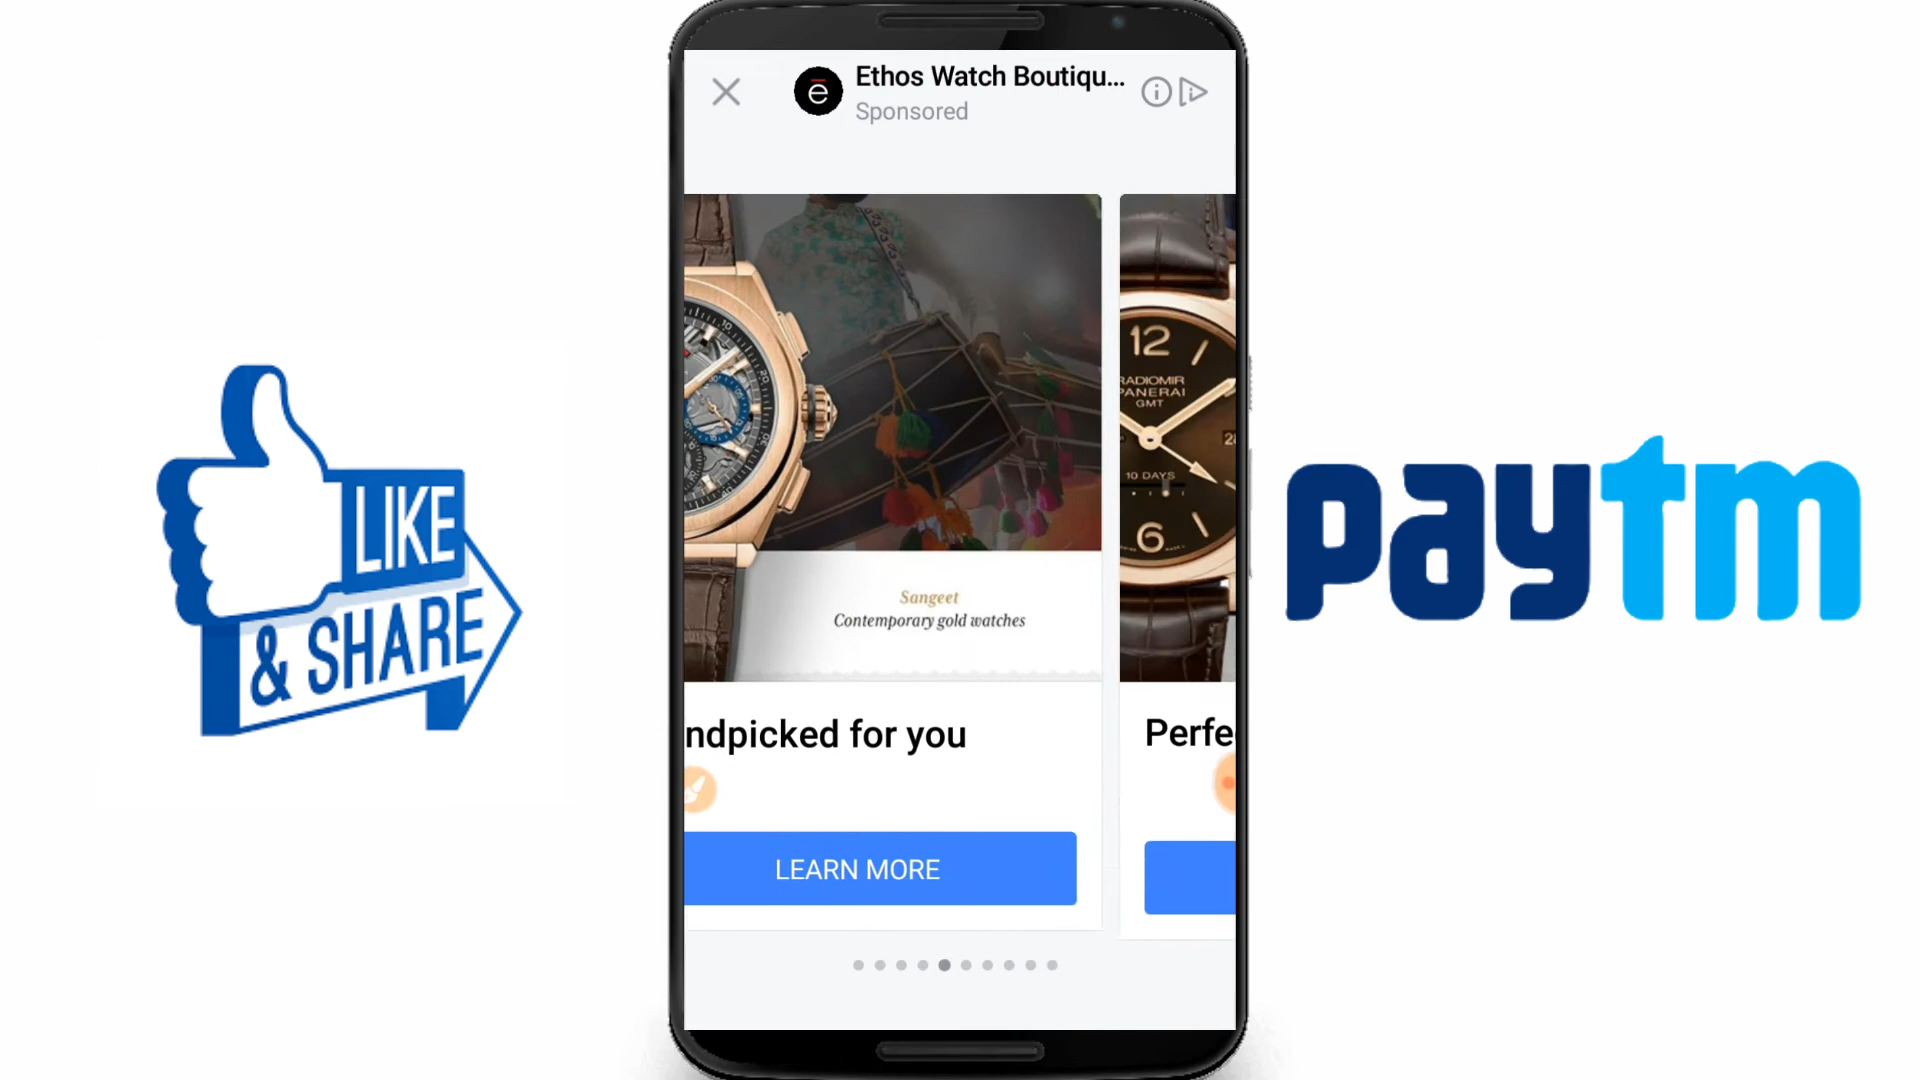 Ethos Watch Boutiqu...
Sponsored
12
RADIOMIR
PANERAI
GMT
28
10 DAYS
6
Sangeet
Contemporary gold watches
ndpicked for you
Perfe
LEARN MORE
LIKE
& SHARE
paytm